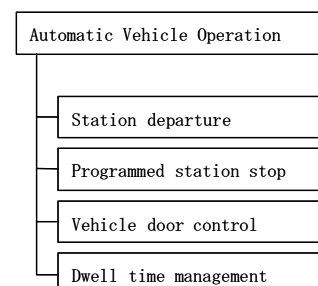 Automatic Vehicle Operation
Station departure
Programmed station stop
Vehicle door control
Dwell time management